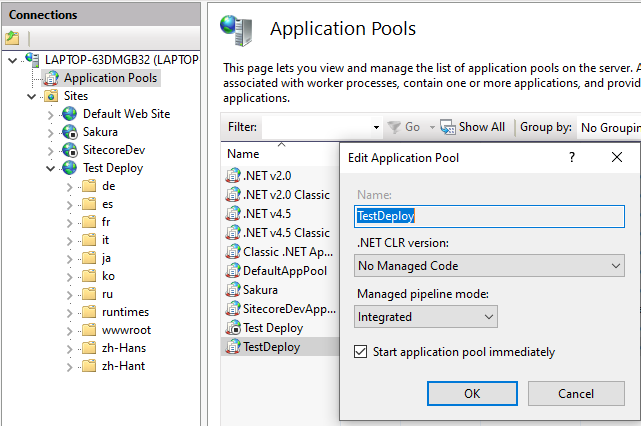 Connections
LAPTOP-63DMGB32 (LAPTOP
Application Pools
Sites
Default Web Site
Sakura
SitecoreDev
Test Deploy
de
es
fr
it
ja
ko
ru
runtimes
wwwroot
zh-Hans
zh-Hant
Application Pools
This page lets you view and manage the list of application pools on the server. A
associated with worker processes, contain one or more applications, and provid
applications.
Filter: Go Show All Group by: No Grouping
Name
.NET v2.0
.NET v2.0 Classic
.NET v4.5
.NET v4.5 Classic
Classic .NET Ap...
DefaultAppPool
Sakura
SitecoreDevApp...
Test Deploy
TestDeploy
Edit Application Pool
?
Name:
TestDeploy
.NET CLR version:
No Managed Code
Managed pipeline mode:
Integrated
Start application pool immediately
OK Cancel